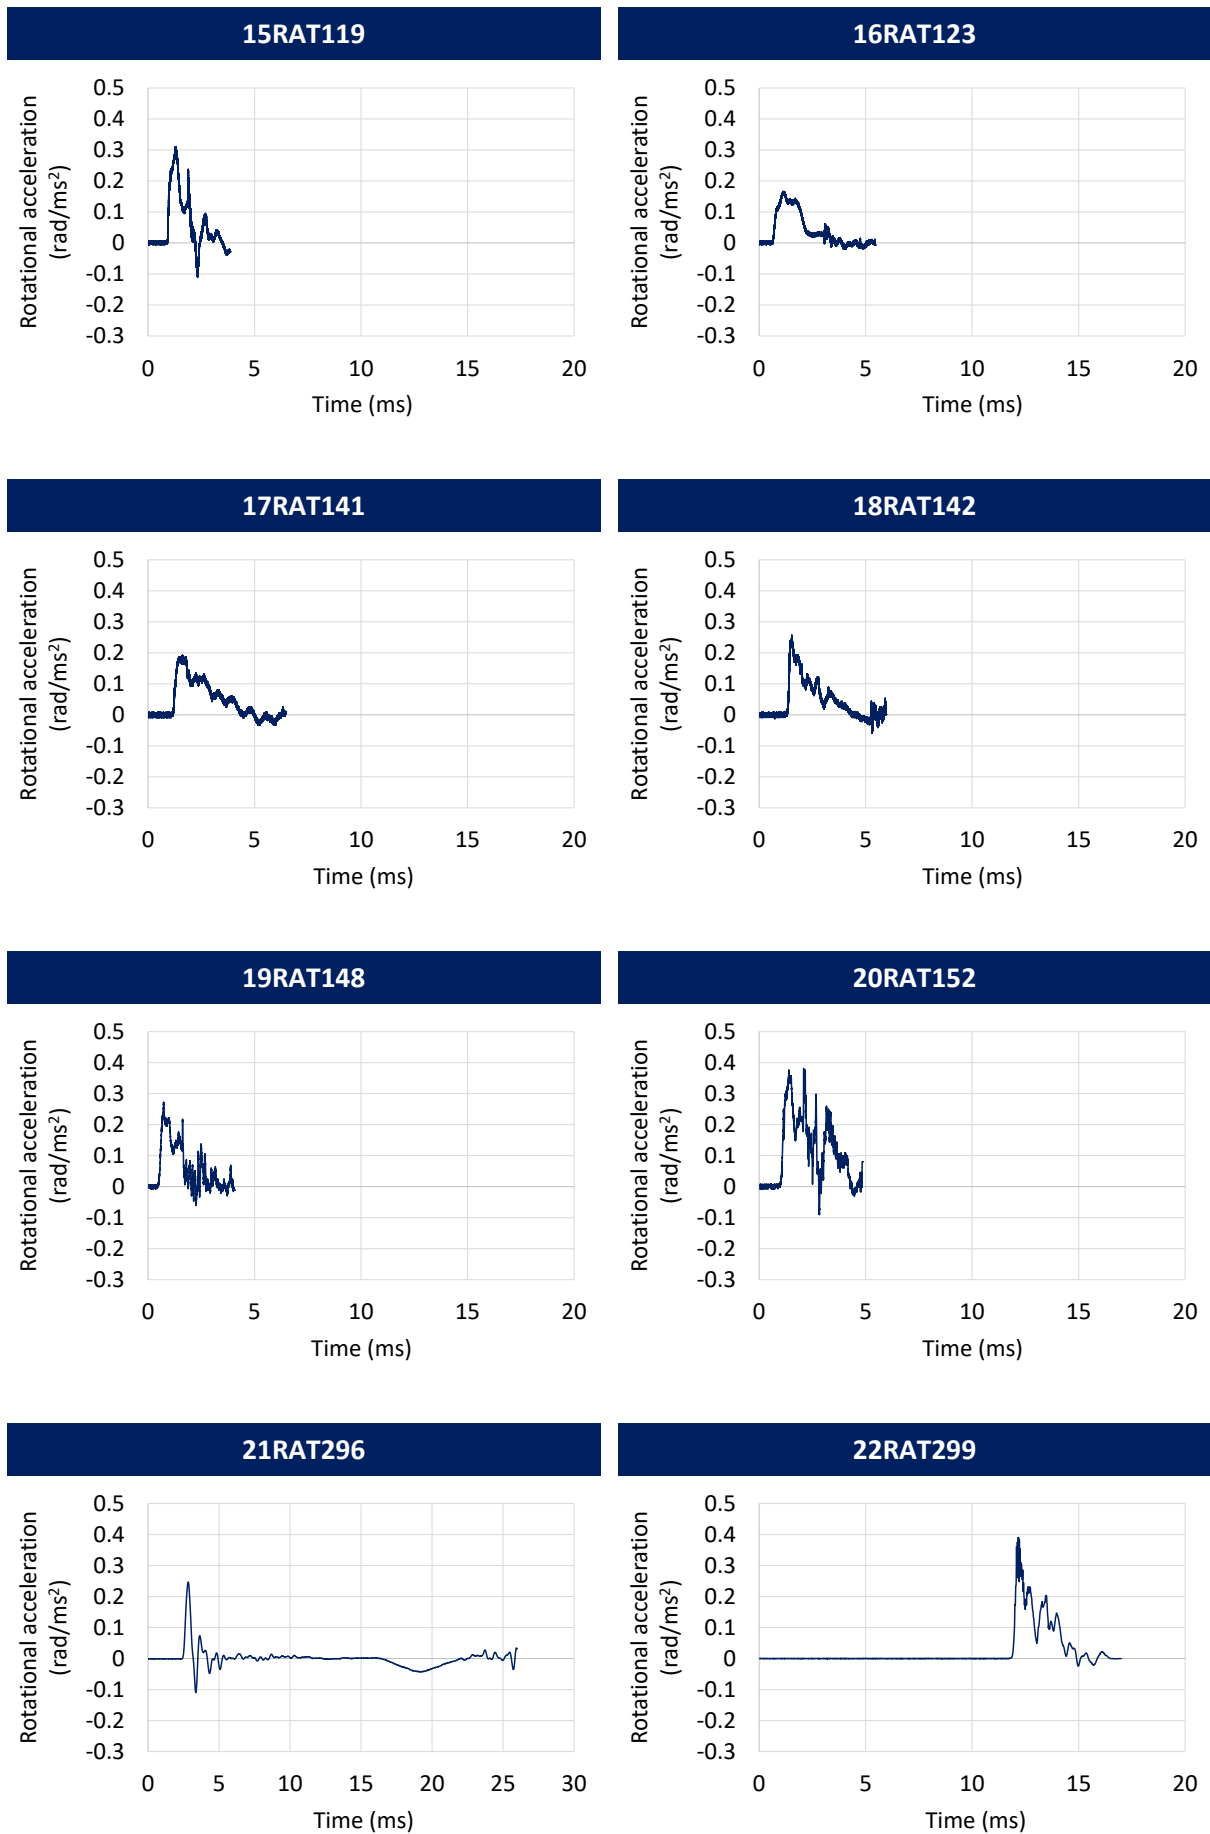 15RAT119
16RAT123
Rotational acceleration
(rad/ms²)
0.5
0.4
0.3
0.2
0.1
0
-0.1
-0.2
-0.3
0 5 10 15 20
Time (ms)
Rotational acceleration
(rad/ms²)
0.5
0.4
0.3
0.2
0.1
0
-0.1
-0.2
-0.3
0 5 10 15 20
Time (ms)
17RAT141
18RAT142
Rotational acceleration
(rad/ms²)
0.5
0.4
0.3
0.2
0.1
0
-0.1
-0.2
-0.3
0 5 10 15 20
Time (ms)
Rotational acceleration
(rad/ms²)
0.5
0.4
0.3
0.2
0.1
0
-0.1
-0.2
-0.3
0 5 10 15 20
Time (ms)
19RAT148
20RAT152
Rotational acceleration
(rad/ms²)
0.5
0.4
0.3
0.2
0.1
0
-0.1
-0.2
-0.3
0 5 10 15 20
Time (ms)
Rotational acceleration
(rad/ms²)
0.5
0.4
0.3
0.2
0.1
0
-0.1
-0.2
-0.3
0 5 10 15 20
Time (ms)
21RAT296
22RAT299
Rotational acceleration
(rad/ms²)
0.5
0.4
0.3
0.2
0.1
0
-0.1
-0.2
-0.3
0 5 10 15 20 25 30
Time (ms)
Rotational acceleration
(rad/ms²)
0.5
0.4
0.3
0.2
0.1
0
-0.1
-0.2
-0.3
0 5 10 15 20
Time (ms)